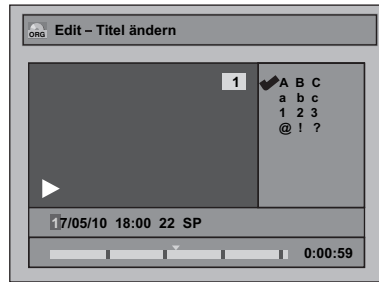 ORG Edit – Titel ändern
1
A B C
a b c
1 2 3
@ ! ?
17/05/10 18:00 22 SP
0:00:59